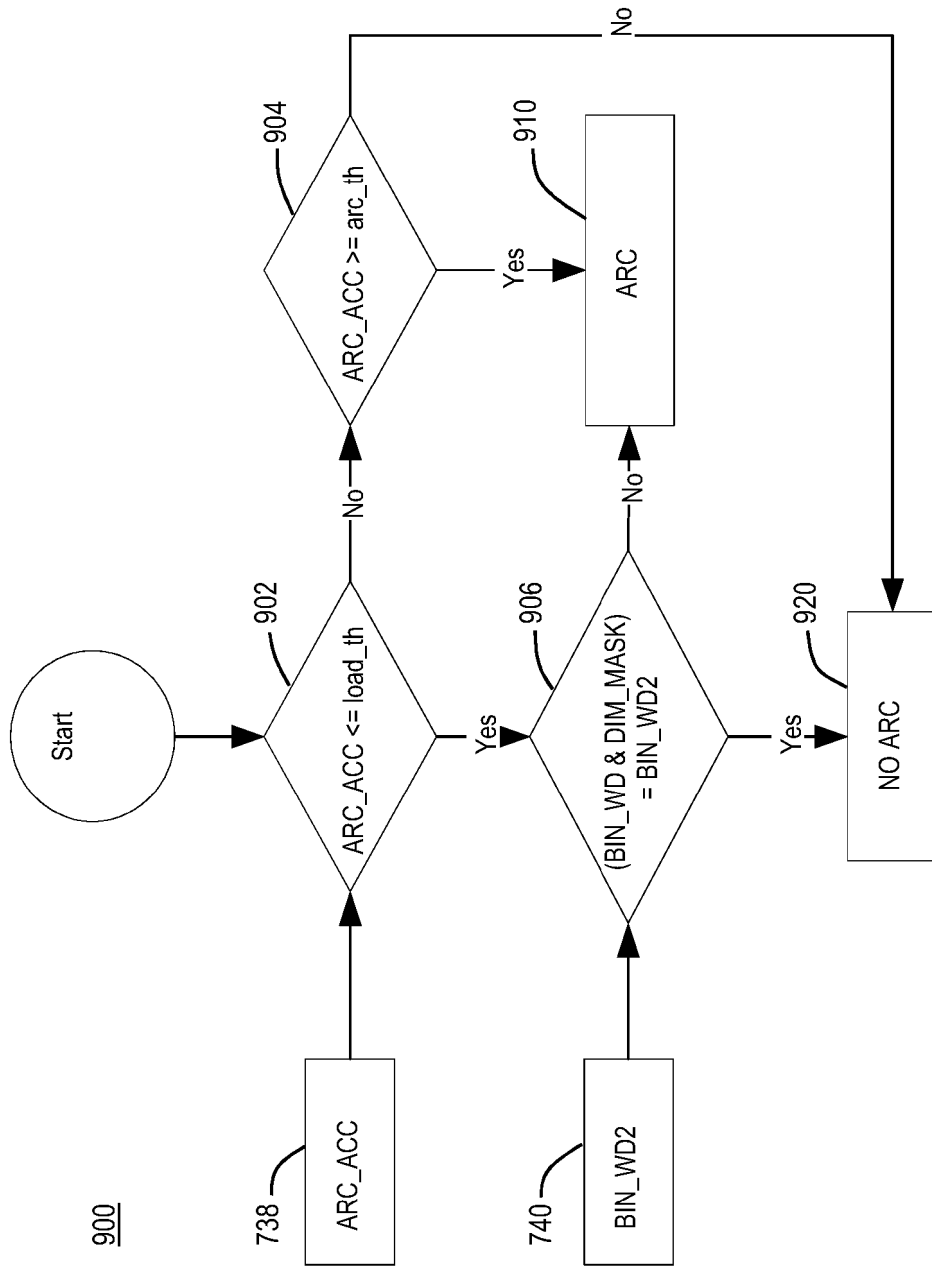 900
Start
738
ARC_ACC
902
ARC_ACC <= load_th
No
904
ARC_ACC >= arc_th
No
Yes
Yes
740
BIN_WD2
906
(BIN_WD & DIM_MASK)
= BIN_WD2
No
910
ARC
Yes
920
NO ARC